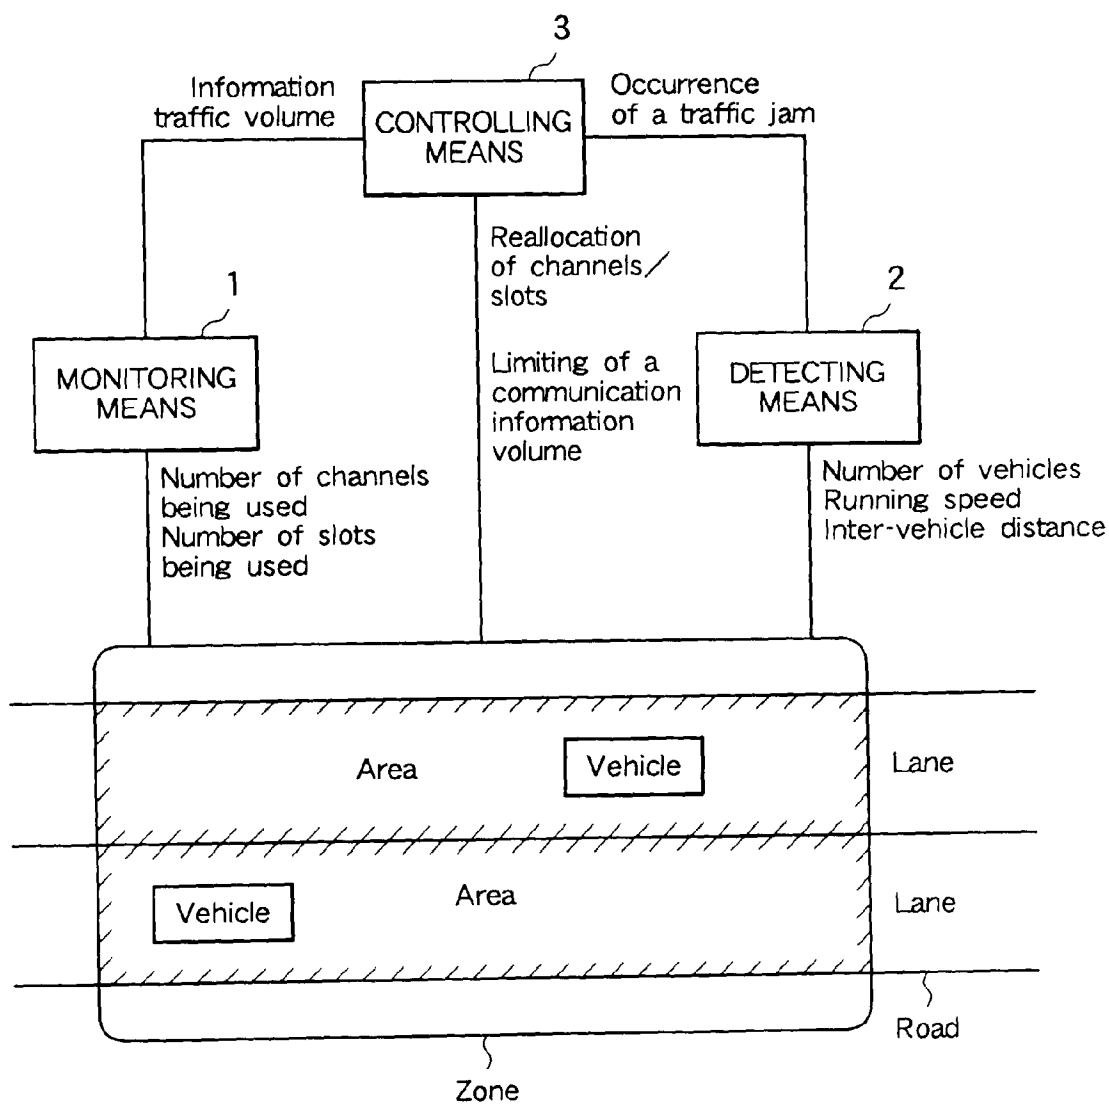 3
Information
traffic volume
CONTROLLING
MEANS
Occurrence
of a traffic jam
Reallocation
of channels/
slots
1
2
MONITORING
MEANS
Limiting of a
communication
information
volume
DETECTING
MEANS
Number of channels
being used
Number of slots
being used
Number of vehicles
Running speed
Inter-vehicle distance
Area
Vehicle
Lane
Vehicle
Area
Lane
Road
Zone